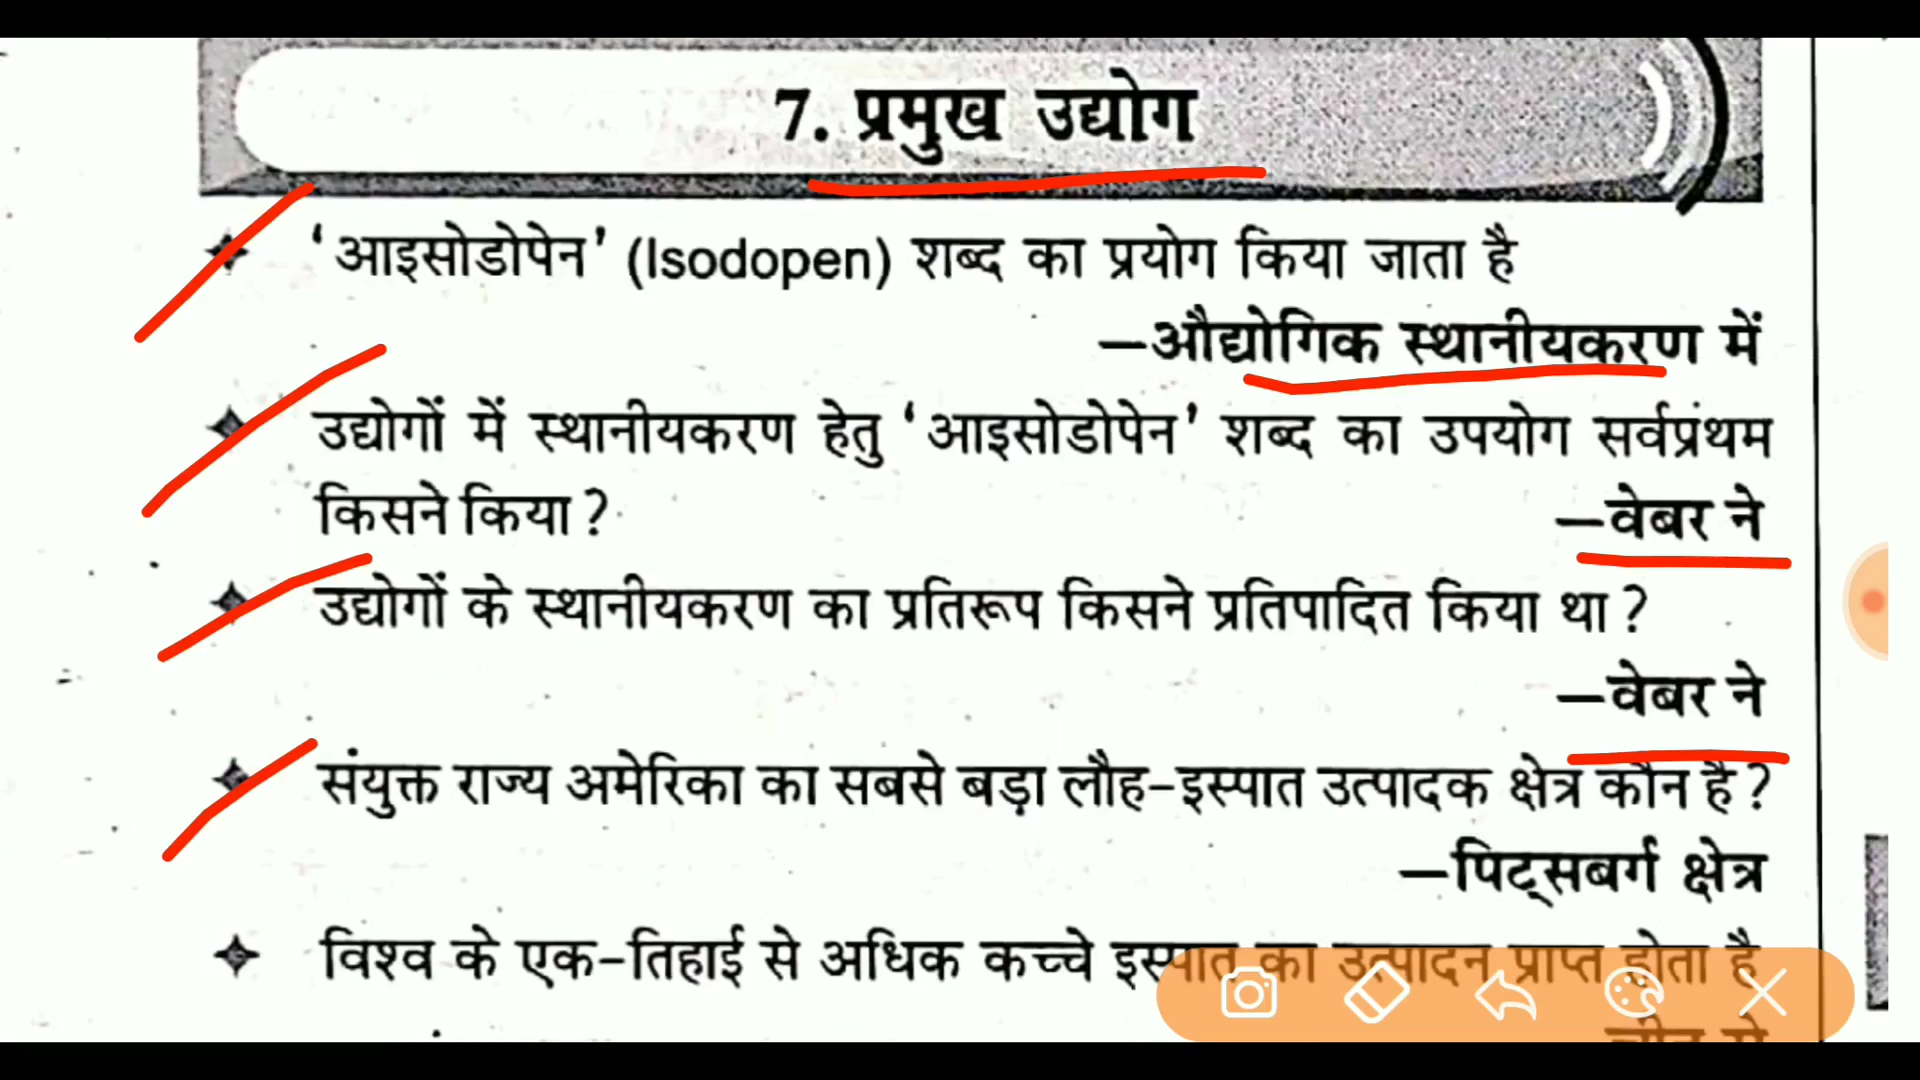 7. प्रमुख उद्योग
‘आइसोडोपेन’ (Isodopen) शब्द का प्रयोग किया जाता है
—औद्योगिक स्थानीयकरण में
उद्योगों में स्थानीयकरण हेतु ‘आइसोडोपेन’ शब्द का उपयोग सर्वप्रंथम
किसने किया?
—वेबर ने
उद्योगों के स्थानीयकरण का प्रतिरूप किसने प्रतिपादित किया था?
—वेबर ने
संयुक्त राज्य अमेरिका का सबसे बड़ा लौह-इस्पात उत्पादक क्षेत्र कौन है?
—पिट्सबर्ग क्षेत्र
विश्व के एक-तिहाई से अधिक कच्चे इस्पात का उत्पादन प्राप्त होता है